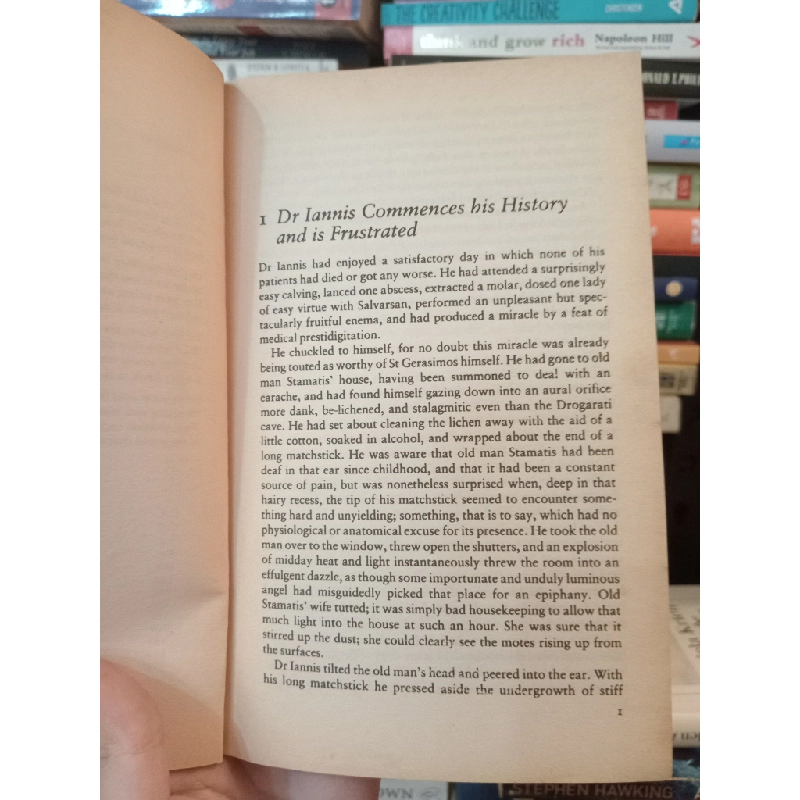 THE CREATIVITY CHALLENGE
think and grow rich Napoleon Hill
1 Dr Iannis Commences his History
and is Frustrated
Dr Iannis had enjoyed a satisfactory day in which none of his
patients had died or got any worse. He had attended a surprisingly
easy calving, lanced one abscess, extracted a molar, dosed one lady
of easy virtue with Salvarsan, performed an unpleasant but spec-
tacularly fruitful enema, and had produced a miracle by a feat of
medical prestidigitation.
He chuckled to himself, for no doubt this miracle was already
being touted as worthy of St Gerasimos himself. He had gone to old
man Stamatis' house, having been summoned to deal with an
earache, and had found himself gazing down into an aural orifice
more dank, be-lichened, and stalagmitic even than the Drogarati
cave. He had set about cleaning the lichen away with the aid of a
little cotton, soaked in alcohol, and wrapped about the end of a
long matchstick. He was aware that old man Stamatis had been
deaf in that ear since childhood, and that it had been a constant
source of pain, but was nonetheless surprised when, deep in that
hairy recess, the tip of his matchstick seemed to encounter some-
thing hard and unyielding; something, that is to say, which had no
physiological or anatomical excuse for its presence. He took the old
man over to the window, threw open the shutters, and an explosion
of midday heat and light instantaneously threw the room into an
effulgent dazzle, as though some importunate and unduly luminous
angel had misguidedly picked that place for an epiphany. Old
Stamatis' wife tutted; it was simply bad housekeeping to allow that
much light into the house at such an hour. She was sure that it
stirred up the dust; she could clearly see the motes rising up from
the surfaces.
Dr Iannis tilted the old man's head and peered into the ear. With
his long matchstick he pressed aside the undergrowth of stiff
1
STEPHEN HAWKING